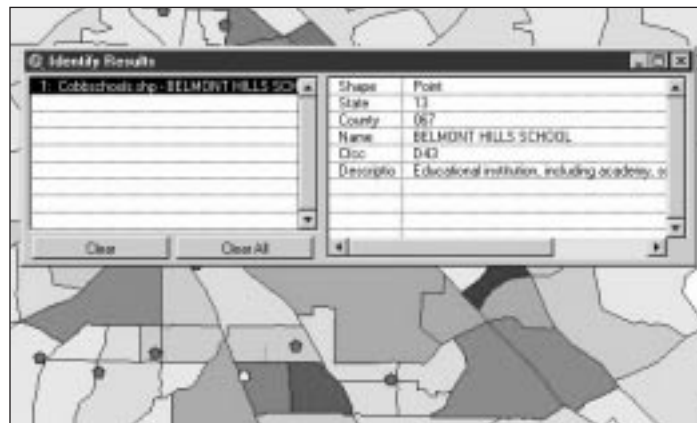 Identify Results
1: Cobbschools.shp - BELMONT HILLS SCH
Shape Point
State 13
County 067
Name BELMONT HILLS SCHOOL
D43
Descriptio Educational institution, including academy,
Clear
Clear All